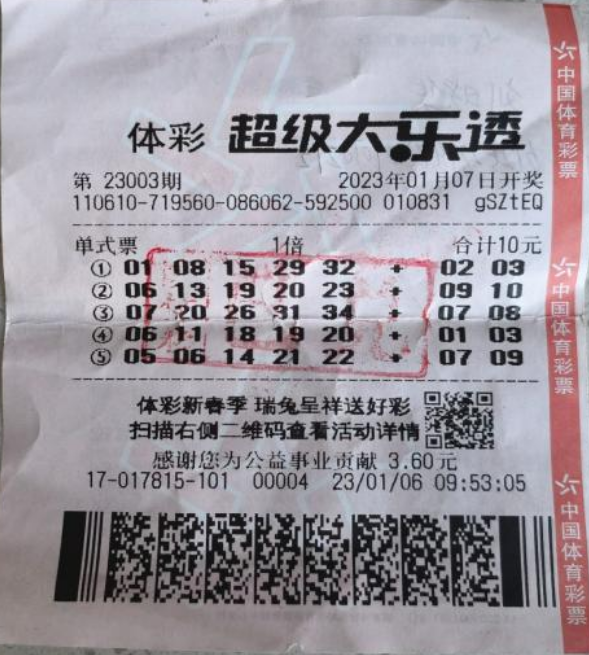 体彩 超级大乐透
第 23003期 2023年01月07日开奖
110610-719560-086062-592500 010831 gSZtEQ
单式票 1倍 合计10元
① 01 08 15 29 32 + 02 03
② 06 13 19 20 23 + 09 10
③ 07 20 26 31 34 + 07 08
④ 06 11 18 19 20 + 01 03
⑤ 05 06 14 21 22 + 07 09
体彩新春季 瑞兔呈祥送好彩
扫描右侧二维码查看活动详情
感谢您为公益事业贡献 3.60元
17-017815-101 00004 23/01/06 09:53:05
中国体育彩票
中国体育彩票
中国体育彩票